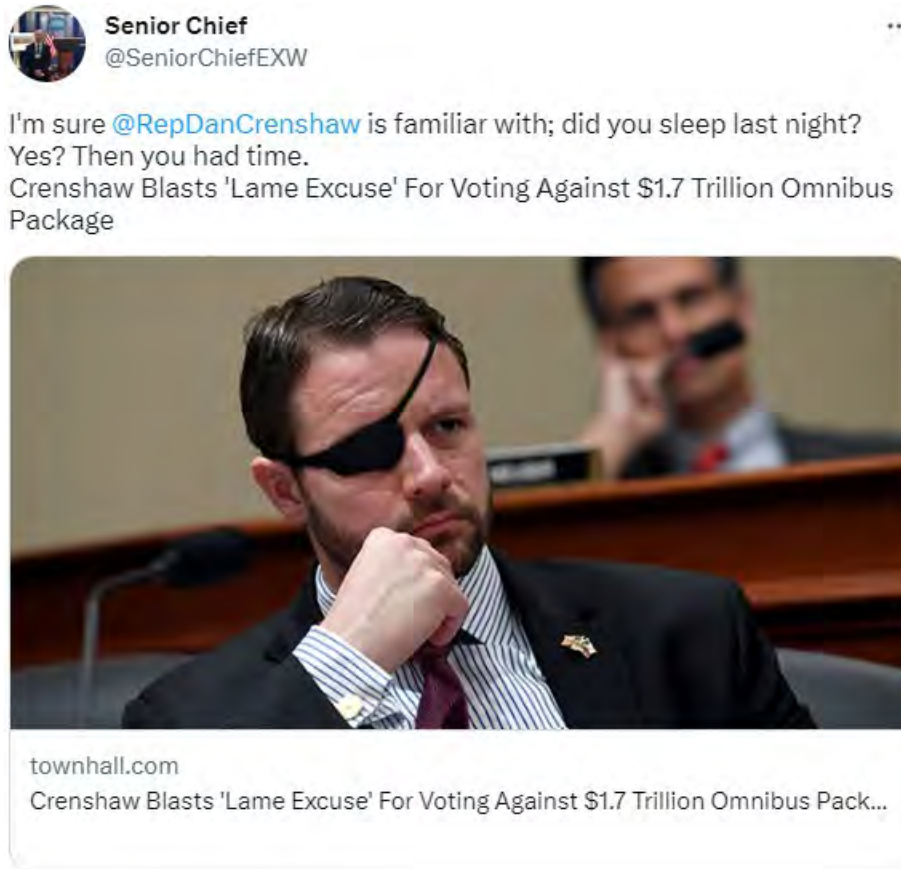 Senior Chief
@SeniorChiefEXW
I'm sure @RepDanCrenshaw is familiar with; did you sleep last night?
Yes? Then you had time.
Crenshaw Blasts 'Lame Excuse' For Voting Against $1.7 Trillion Omnibus
Package
townhall.com
Crenshaw Blasts 'Lame Excuse' For Voting Against $1.7 Trillion Omnibus Pack...